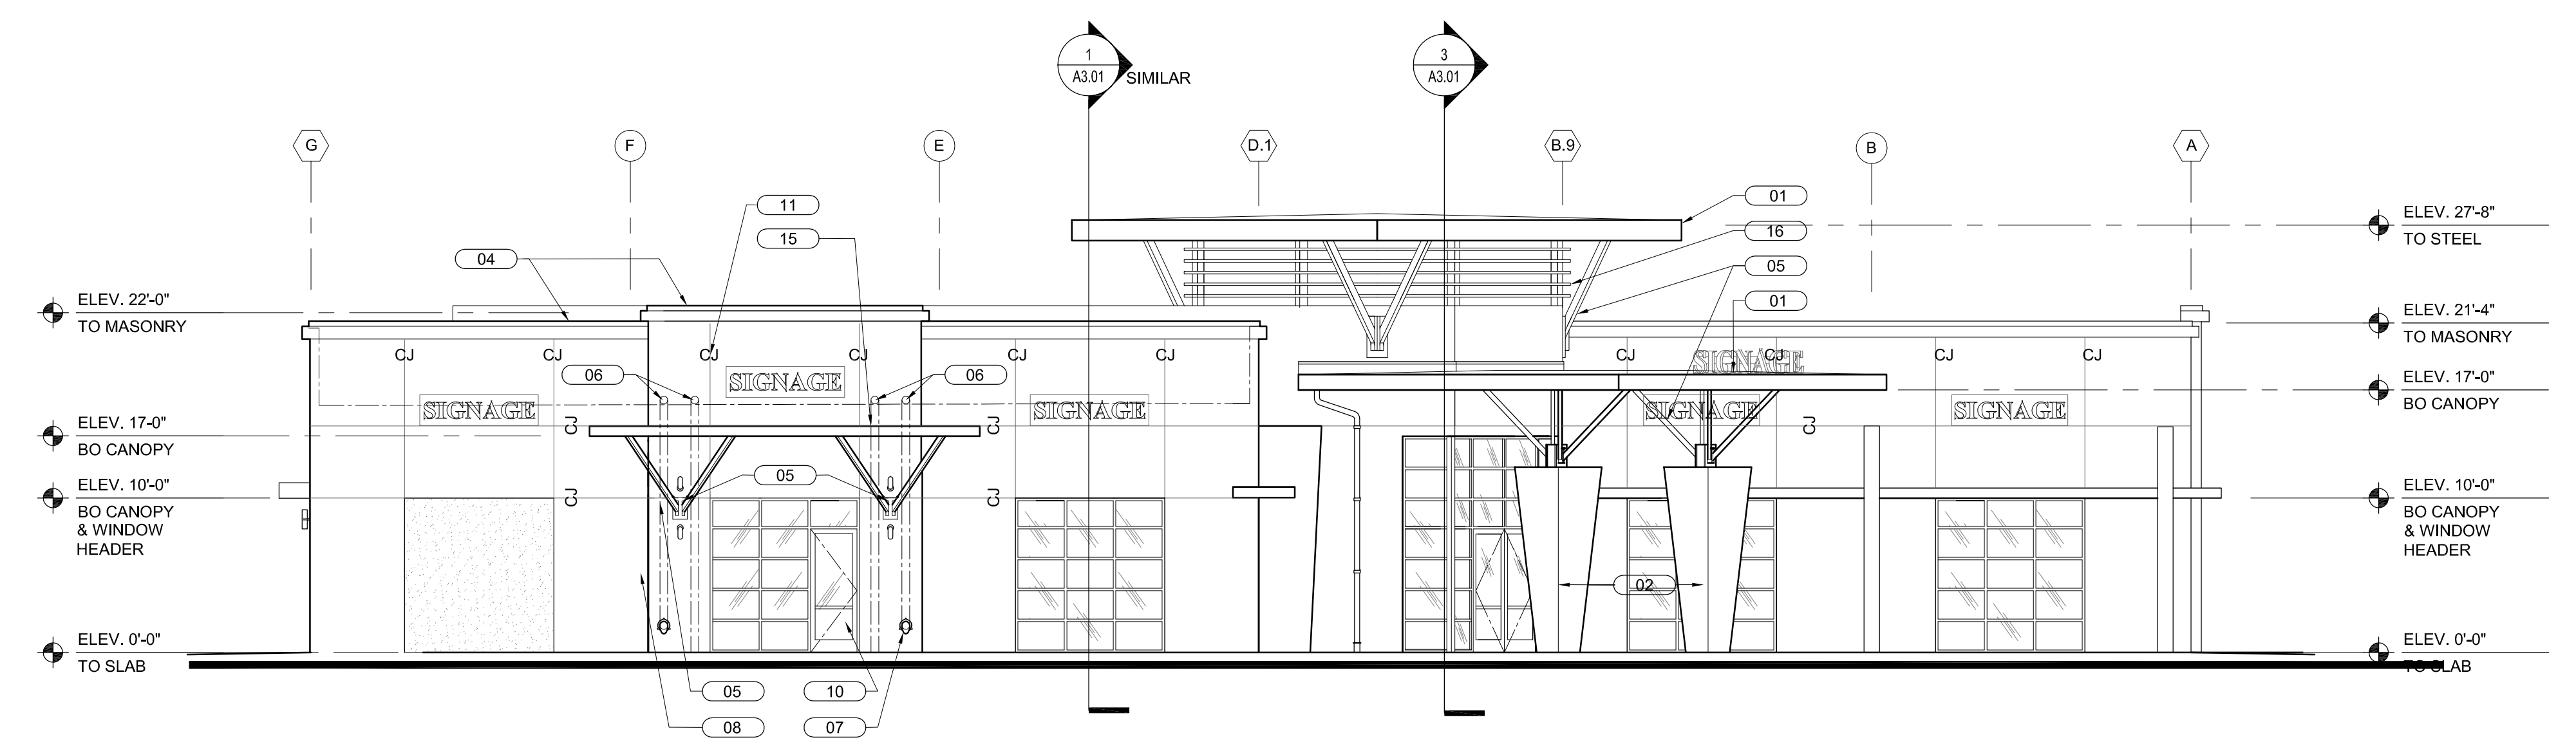 1
A3.01
SIMILAR
3
A3.01
G
F
E
D.1
B.9
B
A
11
15
04
01
16
05
01
ELEV. 27'-8"
TO STEEL
ELEV. 22'-0"
TO MASONRY
ELEV. 21'-4"
TO MASONRY
CJ
CJ
CJ
CJ
CJ
CJ
CJ
CJ
CJ
CJ
SIGNAGE
06
06
SIGNAGE
SIGNAGE
SIGNAGE
SIGNAGE
SIGNAGE
ELEV. 17'-0"
BO CANOPY
ELEV. 17-0"
BO CANOPY
CJ
CJ
CJ
05
ELEV. 10'-0"
BO CANOPY
& WINDOW
HEADER
CJ
CJ
ELEV. 10'-0"
BO CANOPY
& WINDOW
HEADER
02
ELEV. 0'-0"
TO SLAB
ELEV. 0'-0"
TO SLAB
05
10
08
07